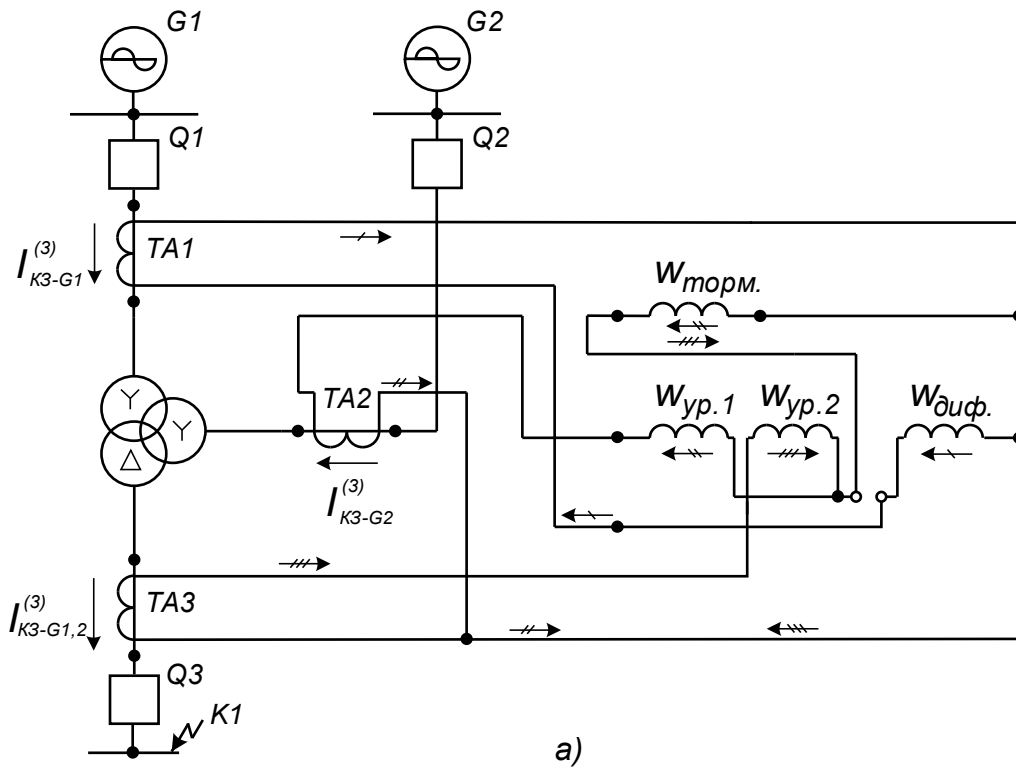 G1
G2
Q1
Q2
I(3)КЗ-G1
TA1
Wторм.
TA2
Wур.1
Wур.2
Wдиф.
I(3)КЗ-G2
I(3)КЗ-G1,2
TA3
Q3
K1
а)